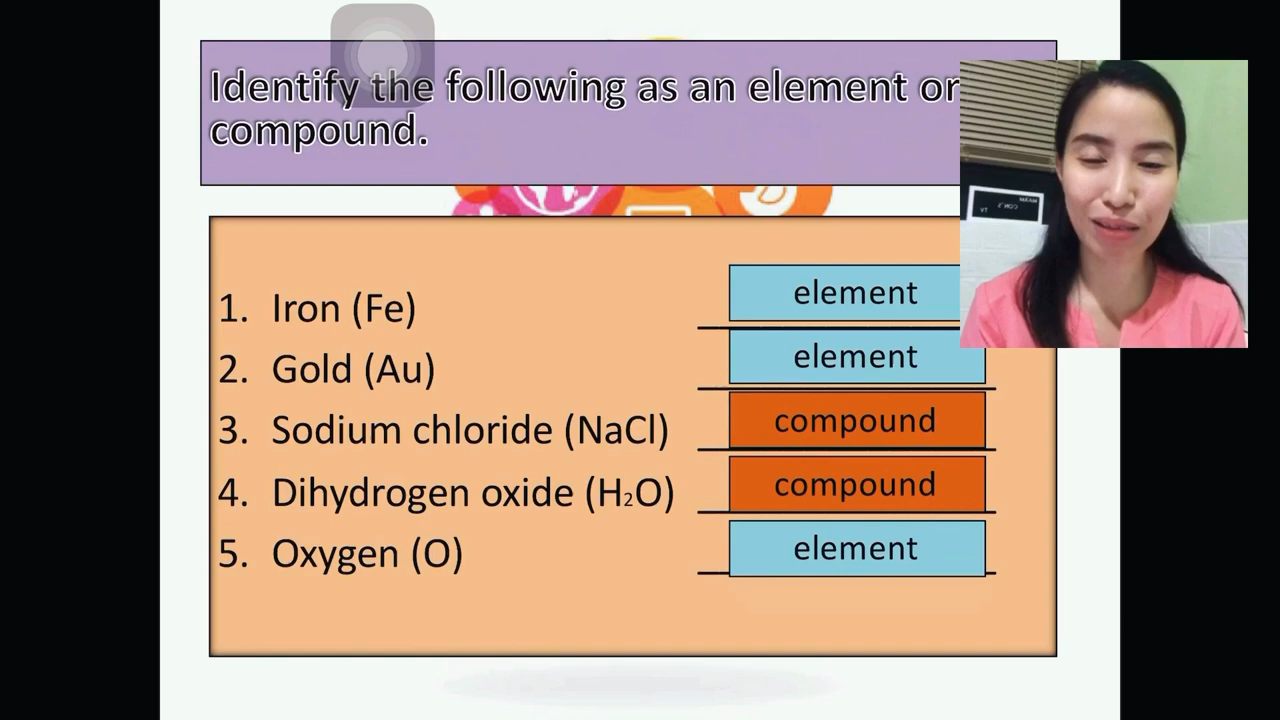 Identify the following as an element or
compound.
1. Iron (Fe) element
2. Gold (Au) element
3. Sodium chloride (NaCl) compound
4. Dihydrogen oxide (H₂O) compound
5. Oxygen (O) element